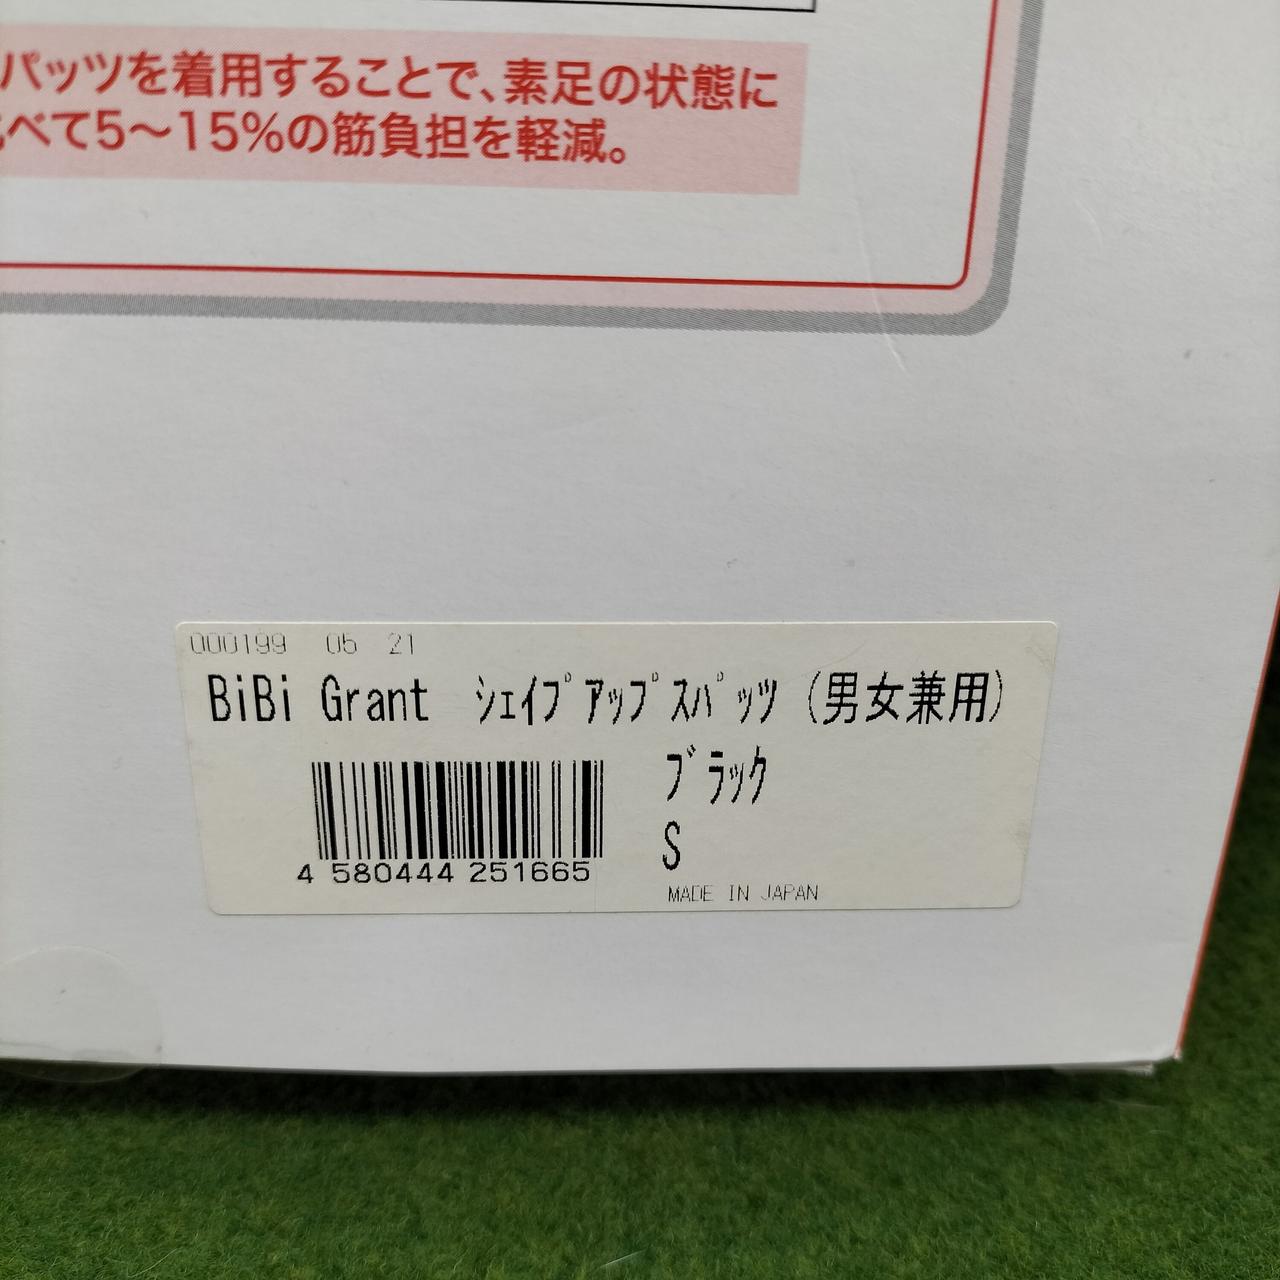 パッツを着用することで、素足の状態に
べて5〜15%の筋負担を軽減。
000199 05 21
BiBi Grant ｼｪｲﾌﾟｱｯﾌﾟｽﾊﾟｯﾂ (男女兼用)
ﾌﾞﾗｯｸ
S
4 580444 251665
MADE IN JAPAN